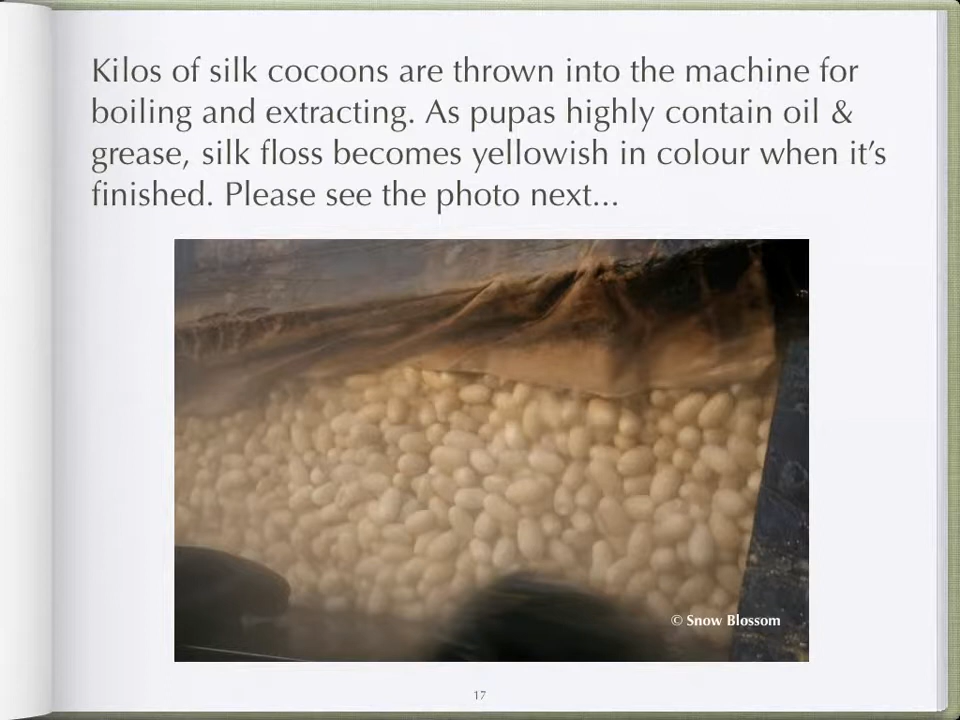 Kilos of silk cocoons are thrown into the machine for
boiling and extracting. As pupas highly contain oil &
grease, silk floss becomes yellowish in colour when it’s
finished. Please see the photo next...
© Snow Blossom
17